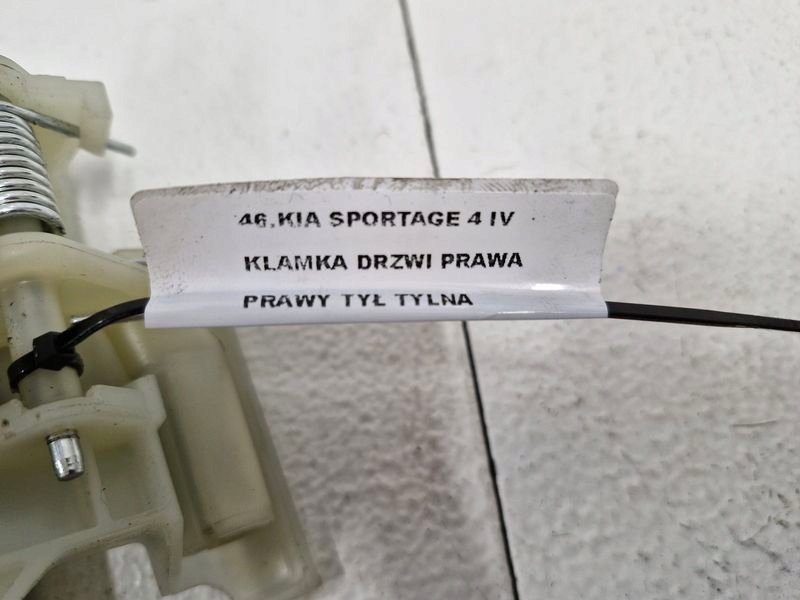 46.KIA SPORTAGE 4 IV
KLAMKA DRZWI PRAWA
PRAWY TYŁ TYLNA